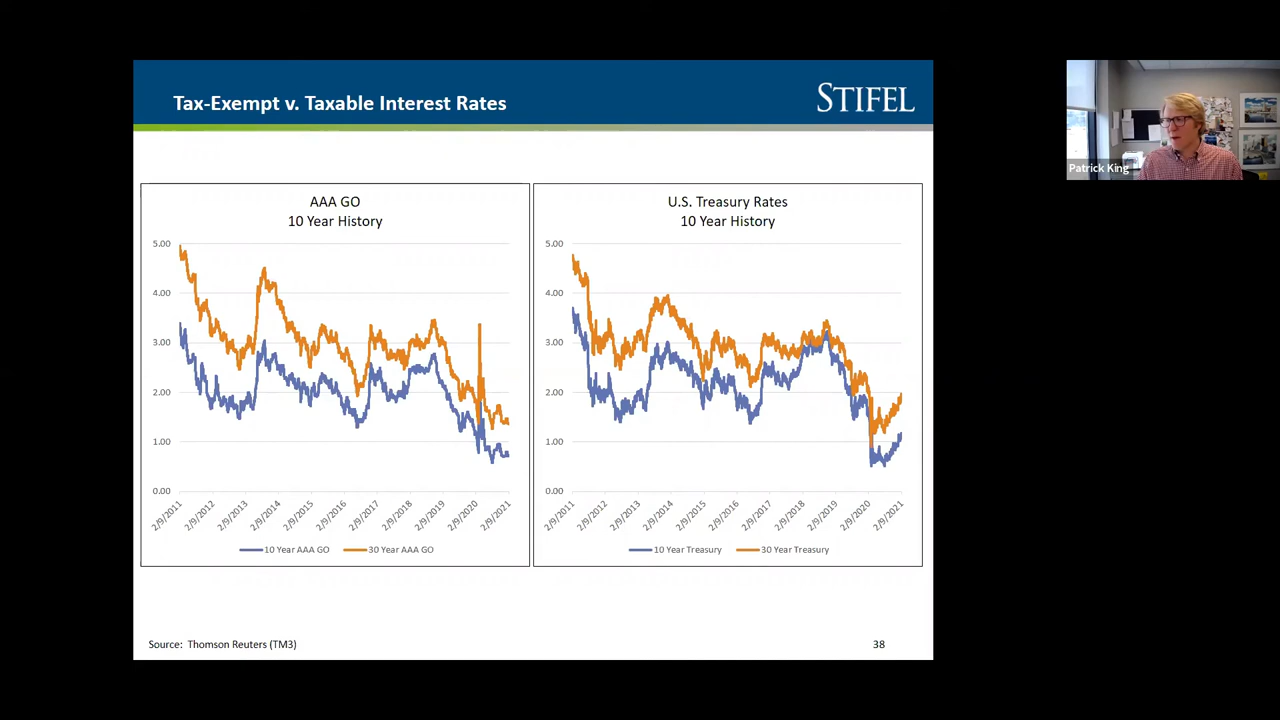 Tax-Exempt v. Taxable Interest Rates
STIFEL
Patrick King
AAA GO
10 Year History
5.00
4.00
3.00
2.00
1.00
0.00
2/9/2011
2/9/2012
2/9/2013
2/9/2014
2/9/2015
2/9/2016
2/9/2017
2/9/2018
2/9/2019
2/9/2020
2/9/2021
10 Year AAA GO
30 Year AAA GO
U.S. Treasury Rates
10 Year History
5.00
4.00
3.00
2.00
1.00
0.00
2/9/2011
2/9/2012
2/9/2013
2/9/2014
2/9/2015
2/9/2016
2/9/2017
2/9/2018
2/9/2019
2/9/2020
2/9/2021
10 Year Treasury
30 Year Treasury
Source:  Thomson Reuters (TM3)
38